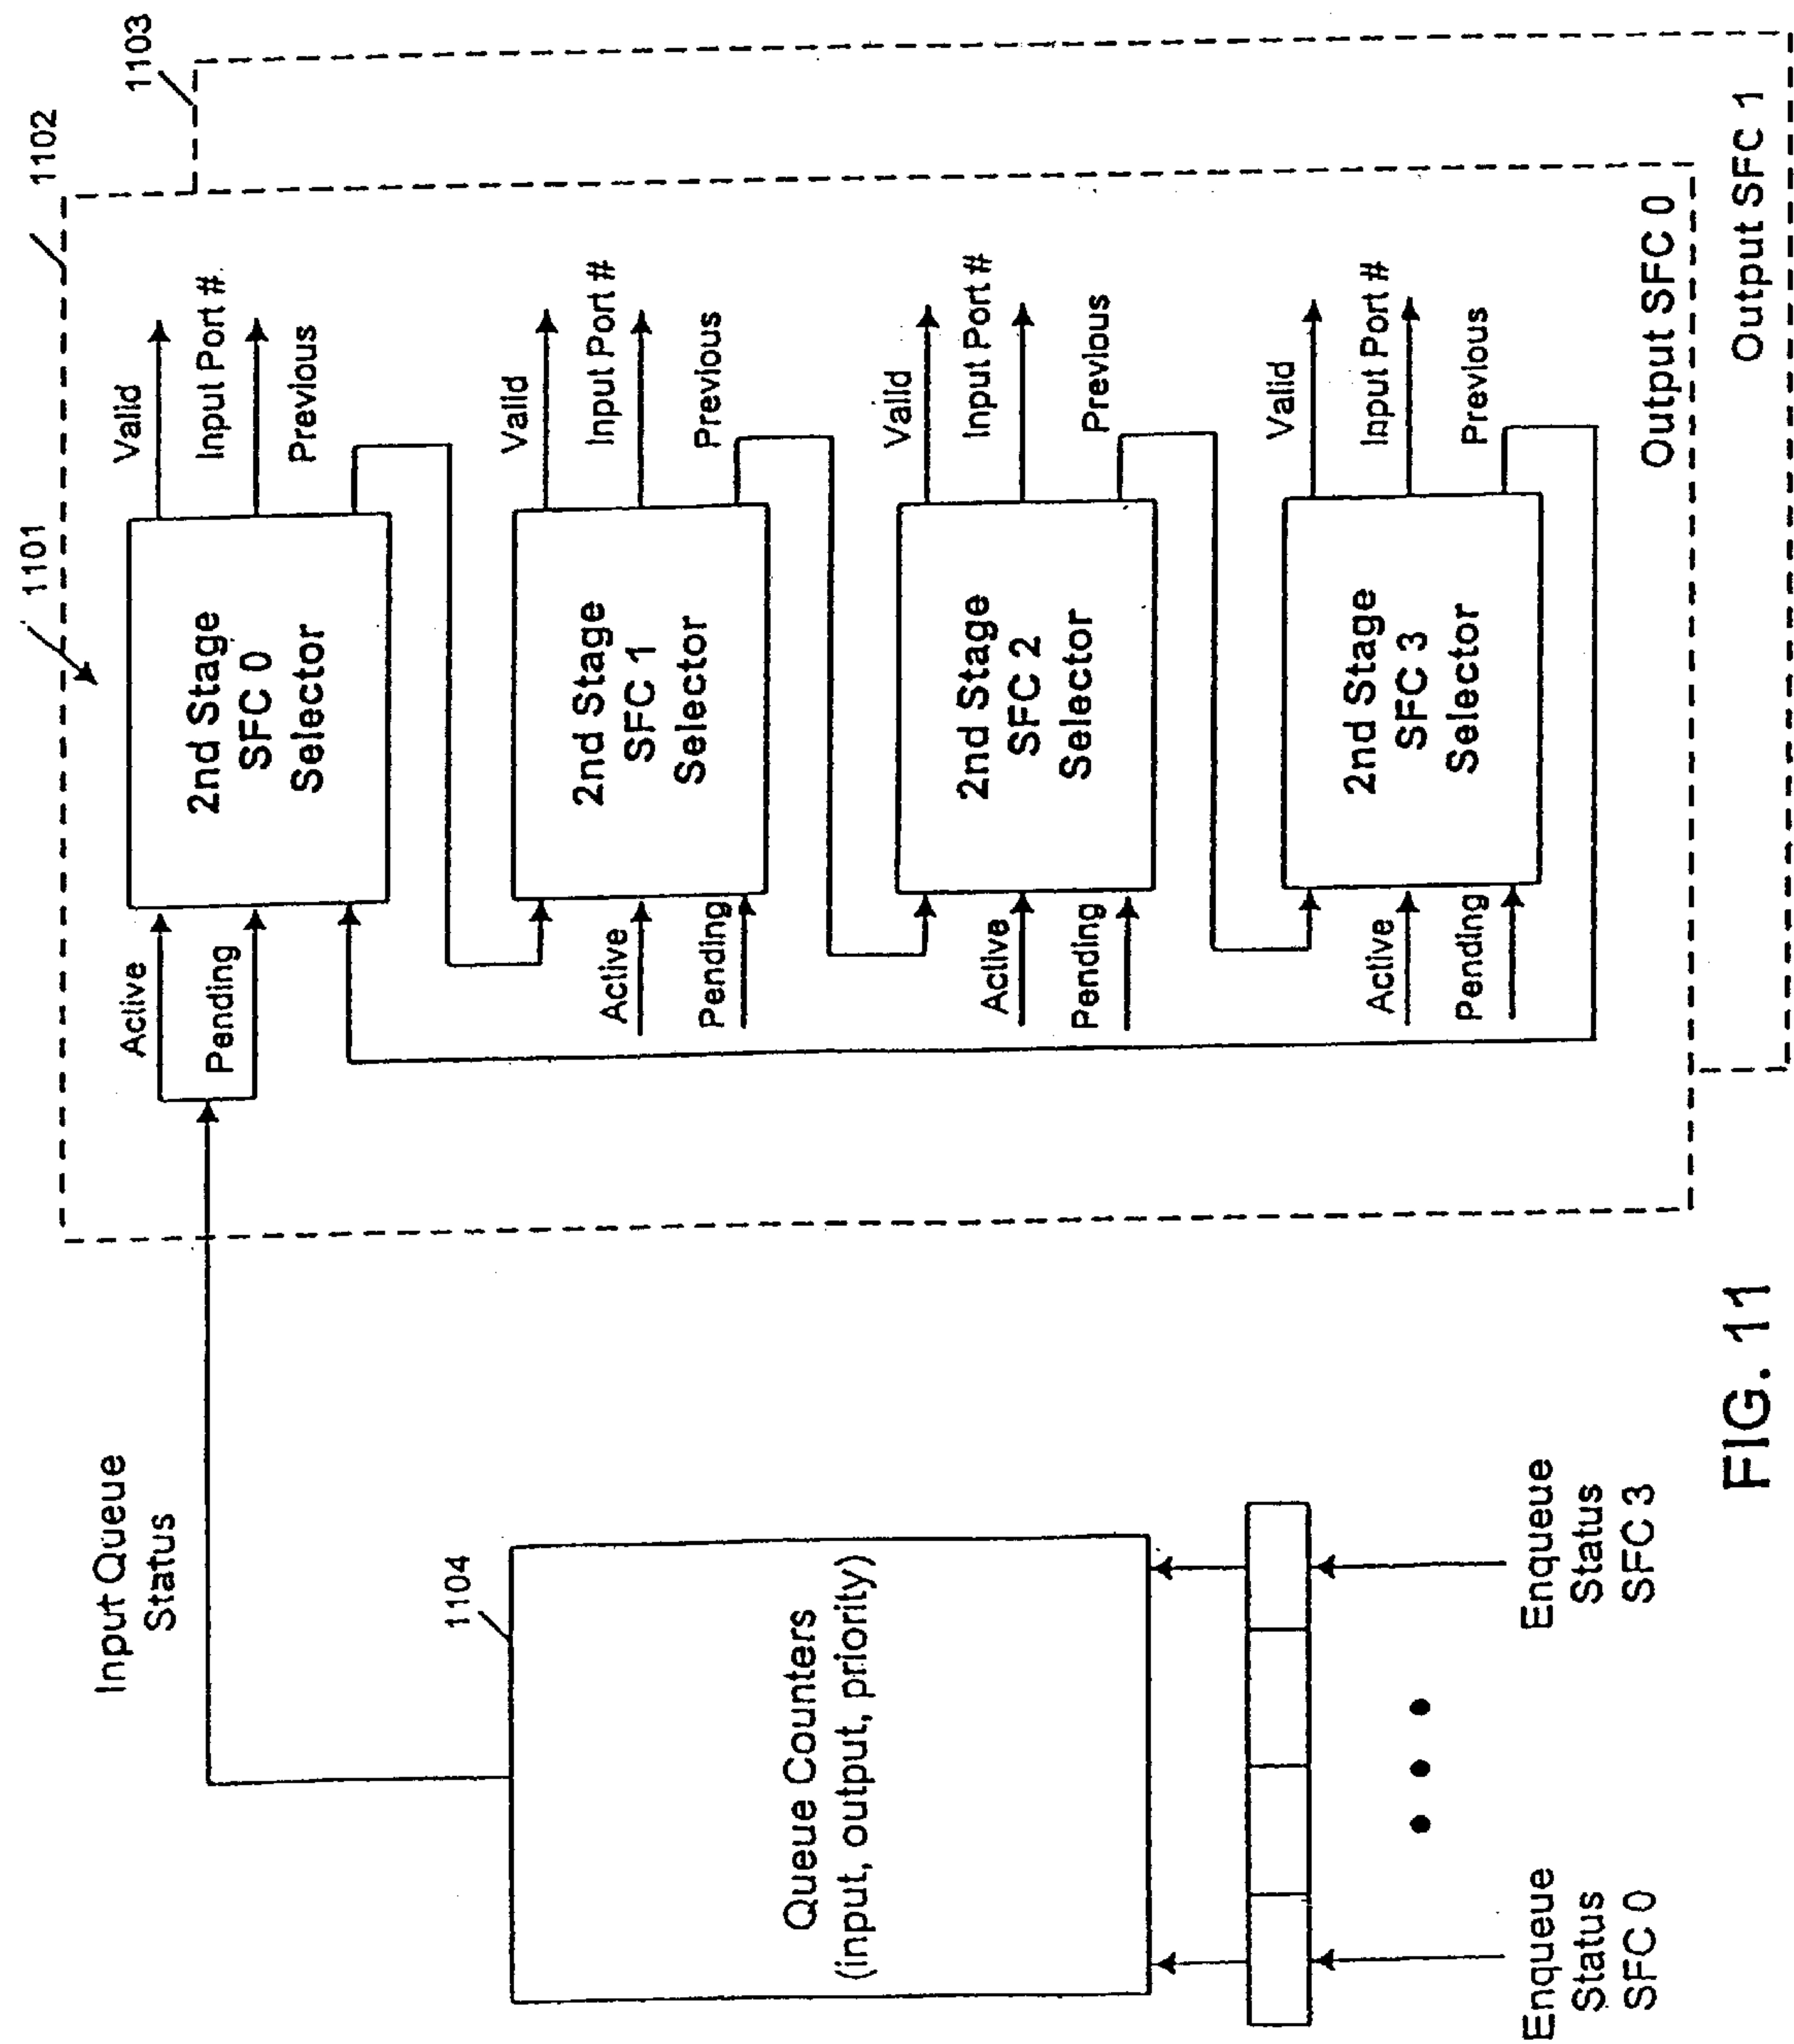 1101
1102
1103
Input Queue
Status
1104
Queue Counters
(input, output, priority)
Enqueue
Status
SFC 0
Enqueue
Status
SFC 3
Active
Pending
2nd Stage
SFC 0
Selector
Valid
Input Port #
Previous
Active
Pending
2nd Stage
SFC 1
Selector
Valid
Input Port #
Previous
Active
Pending
2nd Stage
SFC 2
Selector
Valid
Input Port #
Previous
Active
Pending
2nd Stage
SFC 3
Selector
Valid
Input Port #
Previous
Output SFC 0
Output SFC 1
FIG. 11